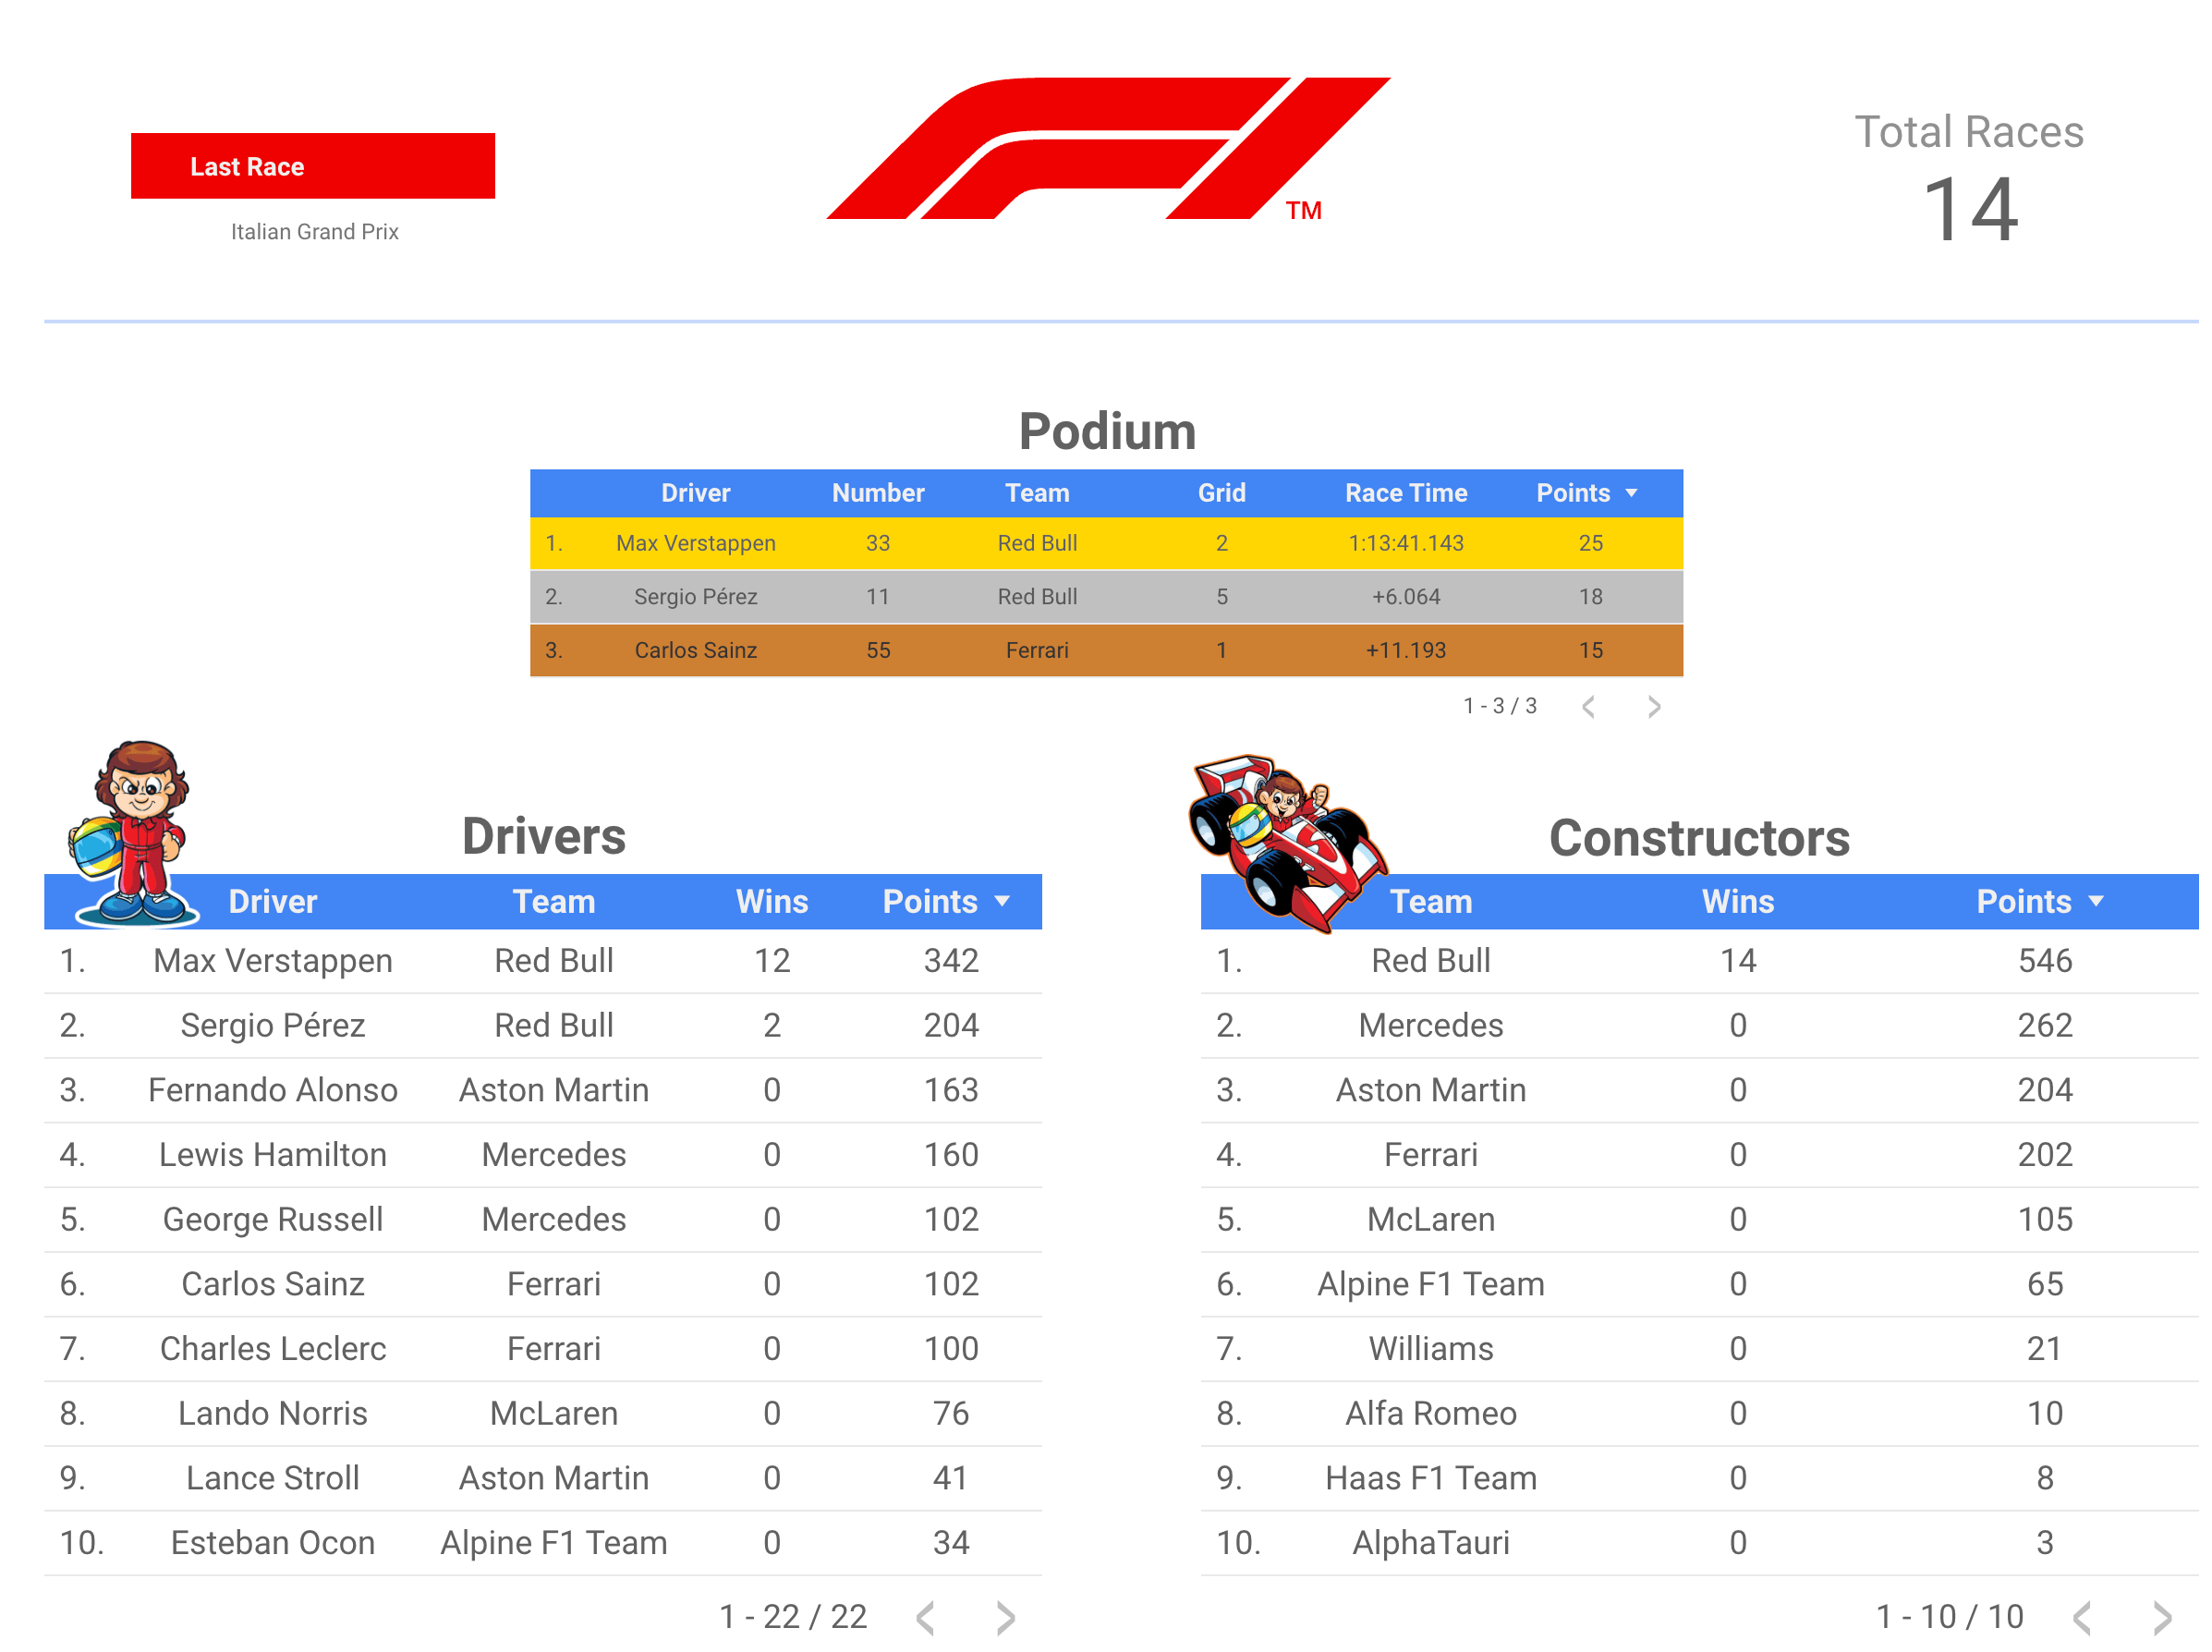 Last Race
Italian Grand Prix
F1 TM
Total Races
14
Podium
Driver Number Team Grid Race Time Points
1. Max Verstappen 33 Red Bull 2 1:13:41.143 25
2. Sergio Pérez 11 Red Bull 5 +6.064 18
3. Carlos Sainz 55 Ferrari 1 +11.193 15
1 - 3 / 3
Drivers
Driver Team Wins Points
1. Max Verstappen Red Bull 12 342
2. Sergio Pérez Red Bull 2 204
3. Fernando Alonso Aston Martin 0 163
4. Lewis Hamilton Mercedes 0 160
5. George Russell Mercedes 0 102
6. Carlos Sainz Ferrari 0 102
7. Charles Leclerc Ferrari 0 100
8. Lando Norris McLaren 0 76
9. Lance Stroll Aston Martin 0 41
10. Esteban Ocon Alpine F1 Team 0 34
1 - 22 / 22
Constructors
Team Wins Points
1. Red Bull 14 546
2. Mercedes 0 262
3. Aston Martin 0 204
4. Ferrari 0 202
5. McLaren 0 105
6. Alpine F1 Team 0 65
7. Williams 0 21
8. Alfa Romeo 0 10
9. Haas F1 Team 0 8
10. AlphaTauri 0 3
1 - 10 / 10